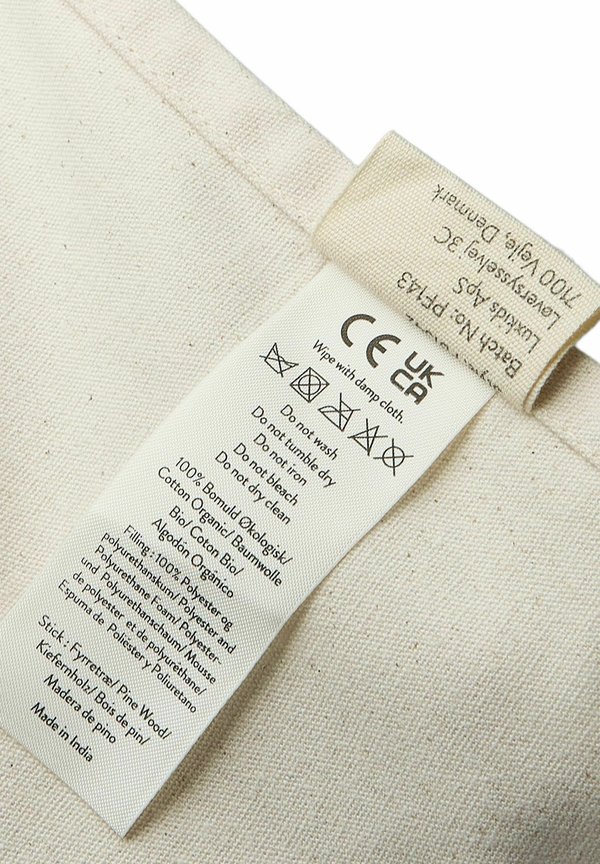 7100 Vejle, Denmark
Løversysselvej 3C
Luxkids ApS
Batch No: PF143
CE UK
CA
Wipe with damp cloth.
Do not wash
Do not tumble dry
Do not iron
Do not bleach
Do not dry clean
100% Bomuld Økologisk/
Cotton Organic/ Baumwolle
Bio/ Coton Bio/
Algodon Orgánico
Filling : 100% Polyester og
polyurethanskum/ Polyester and
Polyurethane Foam/ Polyester-
und Polyurethanschaum/ Mousse
de polyester et de polyuréthane/
Espuma de Poliéster y Poliuretano
Stick : Fyrretræ/ Pine Wood/
Kiefernholz/ Bois de pin/
Madera de pino
Made in India